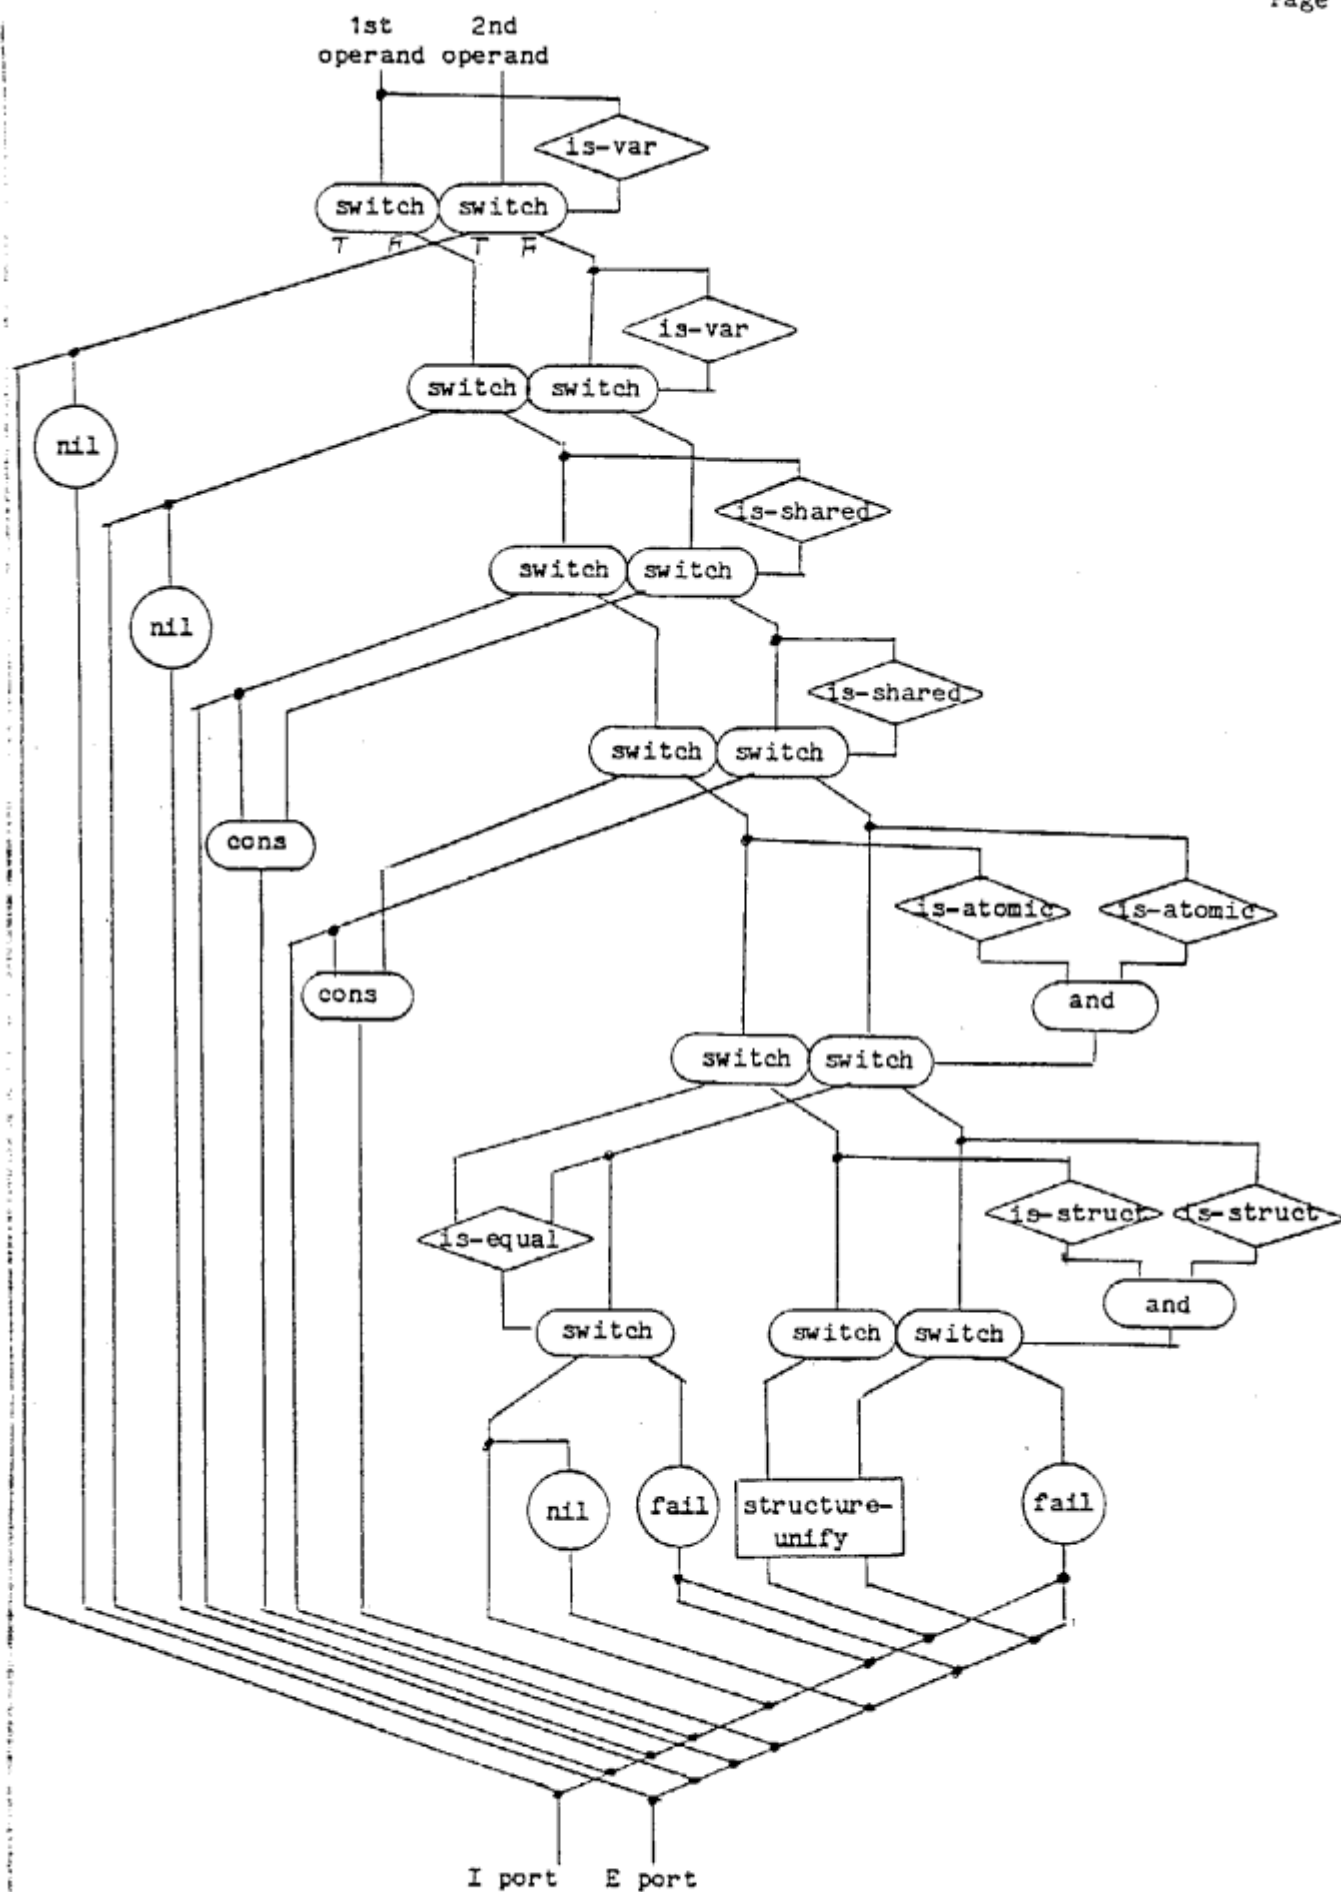 Page
1st 2nd
operand operand
is-var
switch switch
T F T F
is-var
switch switch
nil
is-shared
switch switch
nil
is-shared
switch switch
cons
is-atomic is-atomic
cons and
switch switch
is-struct is-struct
is-equal
and
switch switch switch
nil fail structure-
unify fail
I port E port